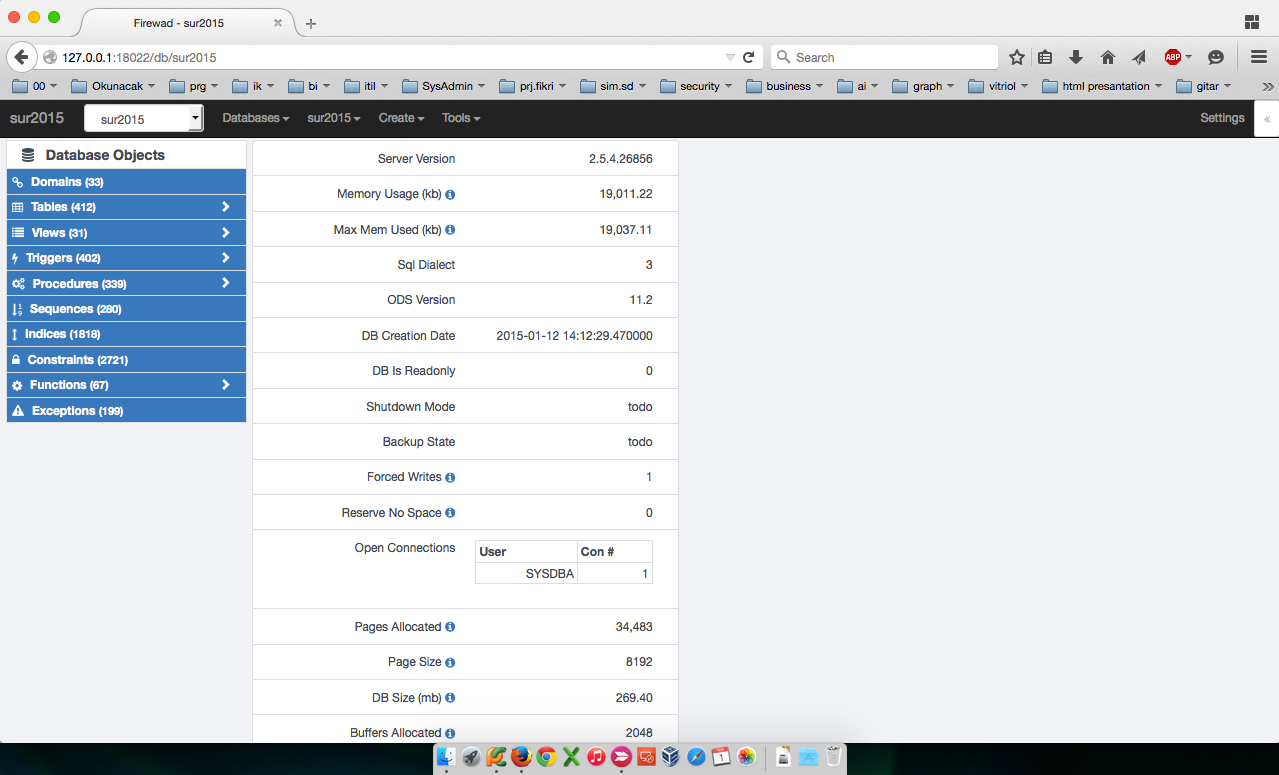 Firewad - sur2015
127.0.0.1:18022/db/sur2015
Search
ABP
00 Okunacak prg ik bi itil SysAdmin prj.fikri sim.sd security business ai graph vitriol html presantation gitar
sur2015 sur2015 Databases sur2015 Create Tools Settings
Database Objects
Domains (33)
Tables (412)
Views (31)
Triggers (402)
Procedures (339)
Sequences (280)
Indices (1818)
Constraints (2721)
Functions (67)
Exceptions (199)
Server Version 2.5.4.26856
Memory Usage (kb) 19,011.22
Max Mem Used (kb) 19,037.11
Sql Dialect 3
ODS Version 11.2
DB Creation Date 2015-01-12 14:12:29.470000
DB Is Readonly 0
Shutdown Mode todo
Backup State todo
Forced Writes 1
Reserve No Space 0
Open Connections User Con #
SYSDBA 1
Pages Allocated 34,483
Page Size 8192
DB Size (mb) 269.40
Buffers Allocated 2048
1